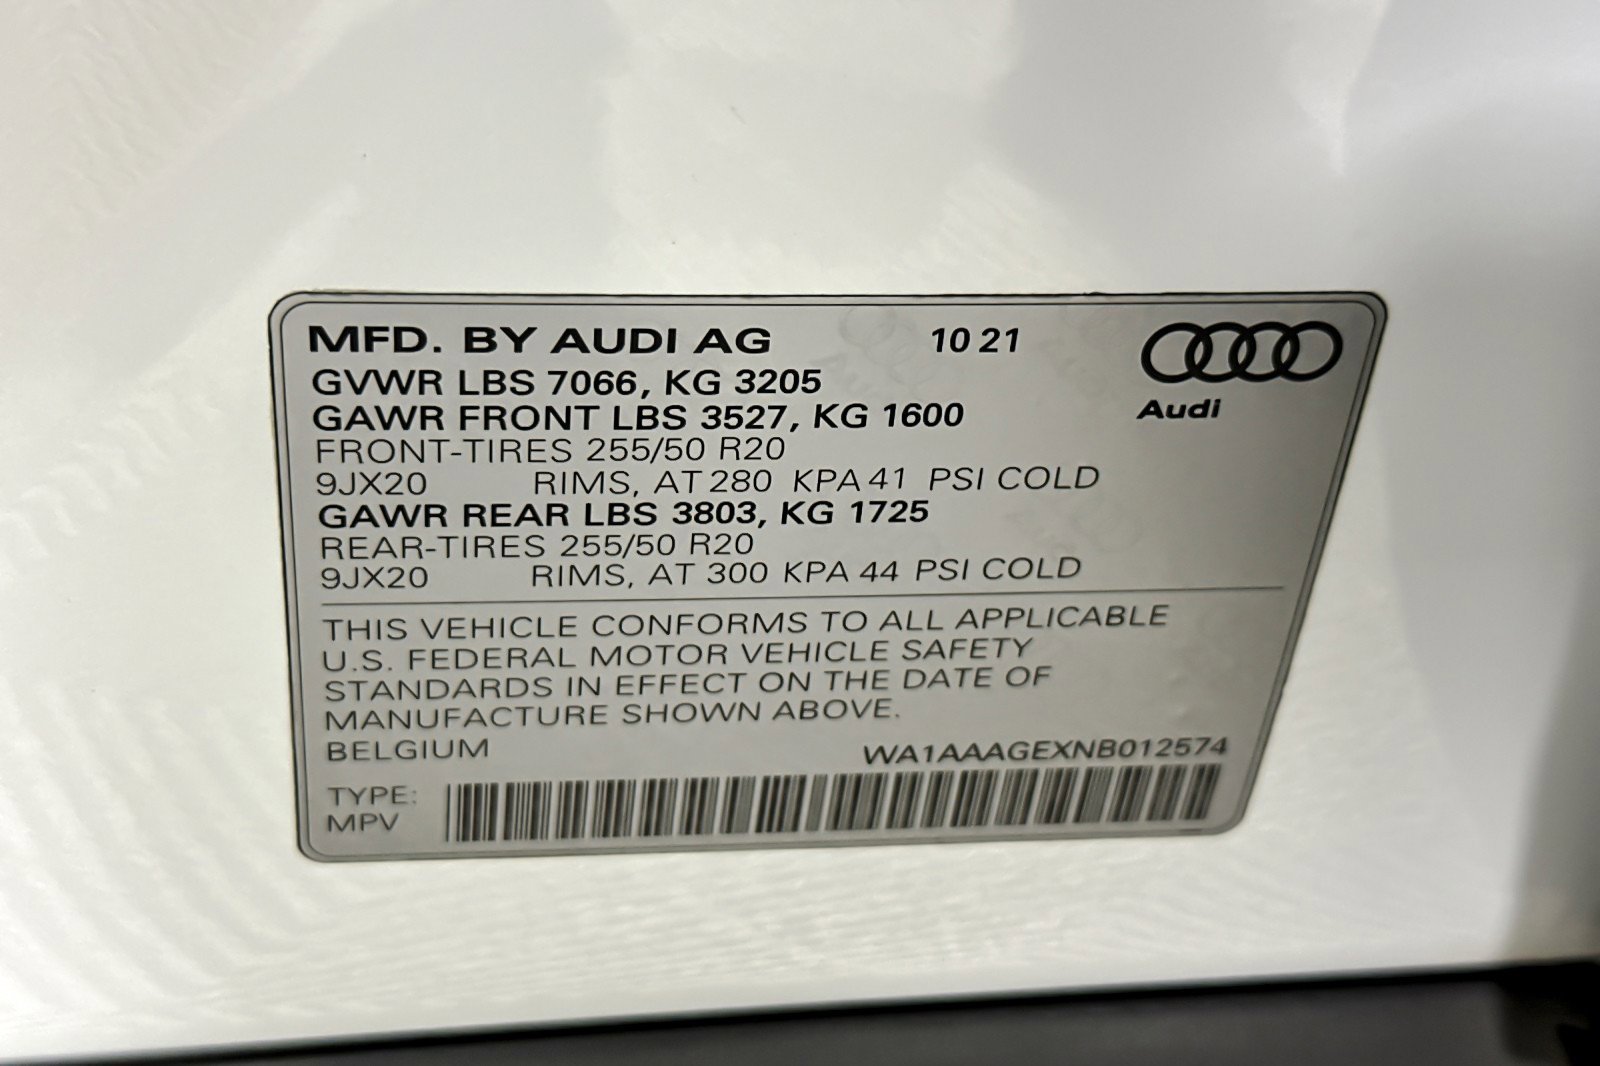 MFD. BY AUDI AG 10 21
GVWR LBS 7066, KG 3205
GAWR FRONT LBS 3527, KG 1600
Audi
FRONT-TIRES 255/50 R20
9JX20 RIMS, AT 280 KPA 41 PSI COLD
GAWR REAR LBS 3803, KG 1725
REAR-TIRES 255/50 R20
9JX20 RIMS, AT 300 KPA 44 PSI COLD
THIS VEHICLE CONFORMS TO ALL APPLICABLE
U.S. FEDERAL MOTOR VEHICLE SAFETY
STANDARDS IN EFFECT ON THE DATE OF
MANUFACTURE SHOWN ABOVE.
BELGIUM WA1AAAGEXNB012574
TYPE:
MPV